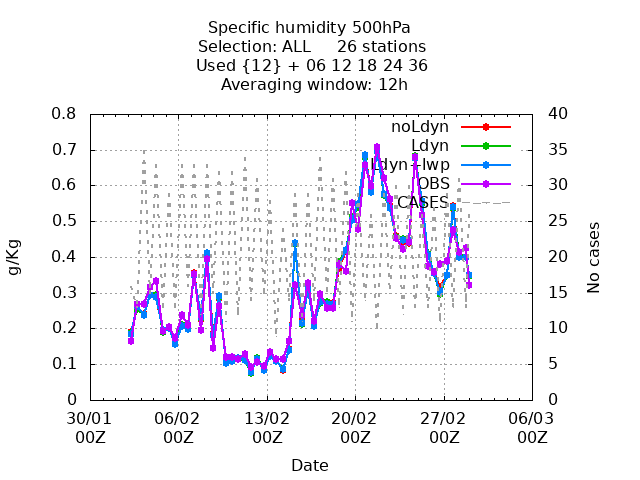 Specific humidity 500hPa
Selection: ALL 26 stations
Used {12} + 06 12 18 24 36
Averaging window: 12h
0.8
0.7
0.6
0.5
0.4
0.3
0.2
0.1
0
g/Kg
40
35
30
25
20
15
10
5
0
No cases
noLdyn
Ldyn
Ldyn+lwp
OBS
CASES
30/01 06/02 13/02 20/02 27/02 06/03
00Z 00Z 00Z 00Z 00Z 00Z
Date